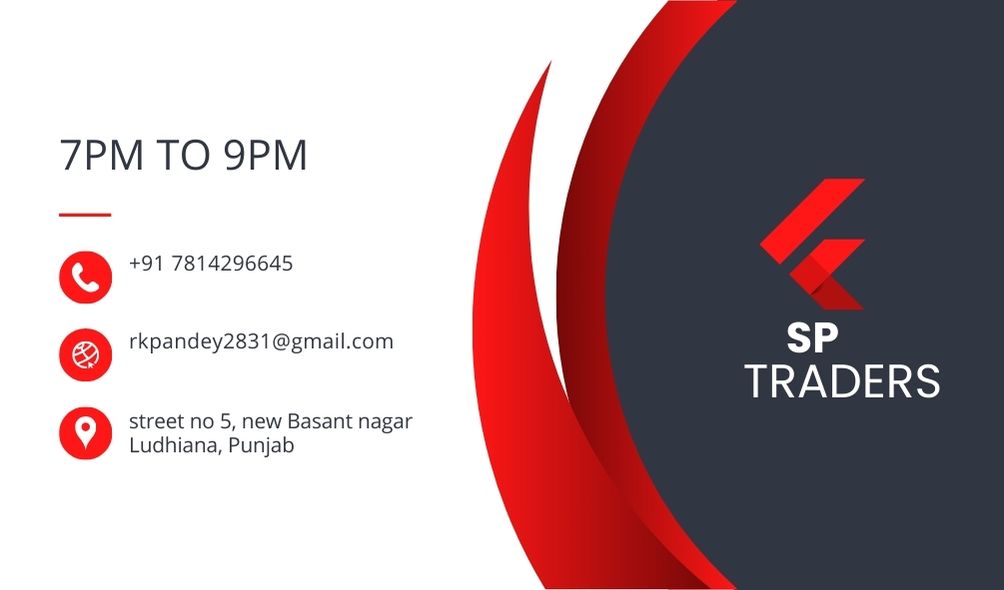 7PM TO 9PM
+91 7814296645
rkpandey2831@gmail.com
street no 5, new Basant nagar
Ludhiana, Punjab
SP
TRADERS